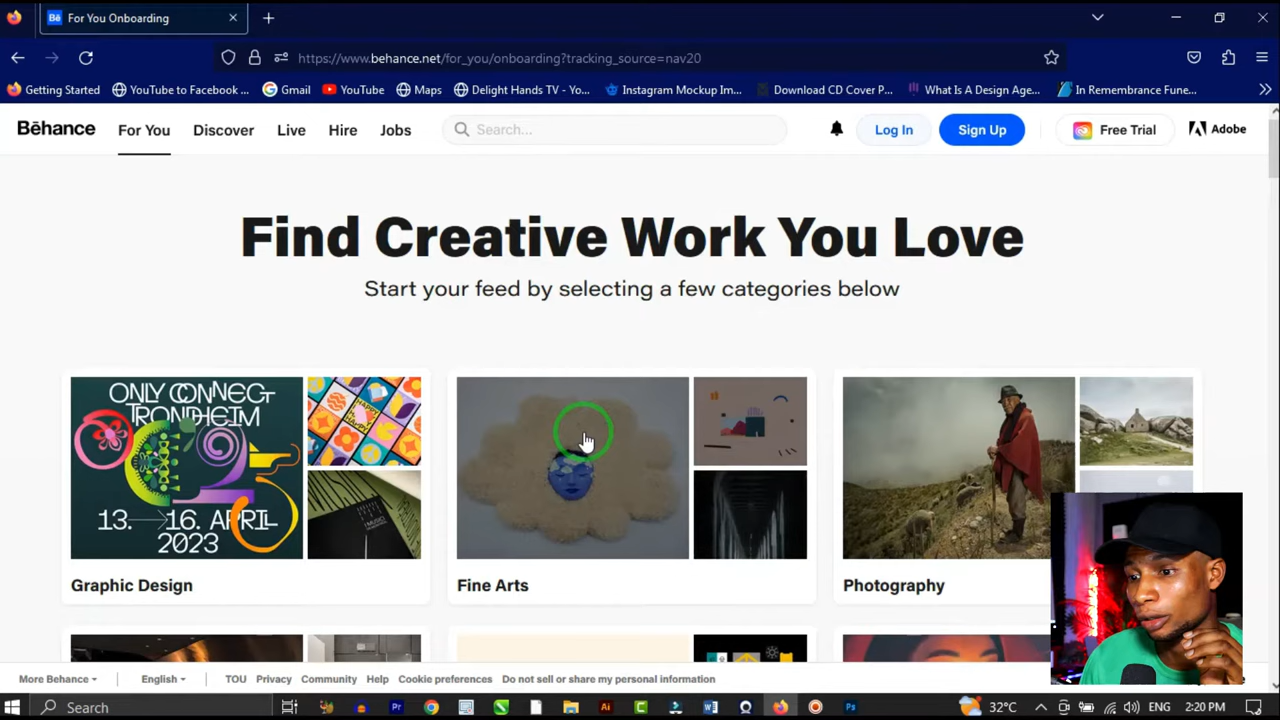 For You Onboarding
https://www.behance.net/for_you/onboarding?tracking_source=nav20
Getting Started
YouTube to Facebook ...
Gmail
YouTube
Maps
Delight Hands TV - Yo...
Instagram Mockup Im...
Download CD Cover P...
What Is A Design Age...
In Remembrance Fune...
Bēhance
For You
Discover
Live
Hire
Jobs
Search...
Log In
Sign Up
Free Trial
Adobe
Find Creative Work You Love
Start your feed by selecting a few categories below
ONLY CONNECT
TRONDHEIM
13. → 16. APRIL
2023
Graphic Design
Fine Arts
Photography
More Behance
English
TOU
Privacy
Community
Help
Cookie preferences
Do not sell or share my personal information
Search
32°C
ENG
2:20 PM